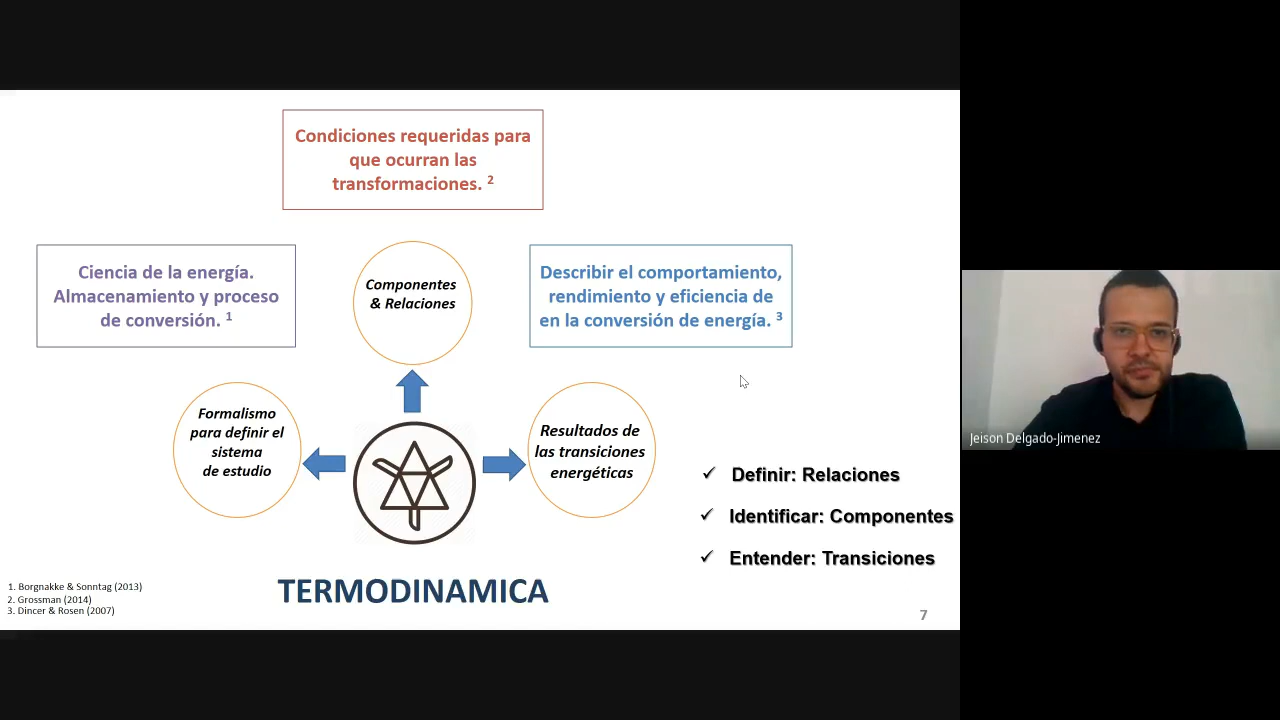 Condiciones requeridas para
que ocurran las
transformaciones. 2
Ciencia de la energía.
Almacenamiento y proceso
de conversión. 1
Componentes
& Relaciones
Describir el comportamiento,
rendimiento y eficiencia de
en la conversión de energía. 3
Formalismo
para definir el
sistema
de estudio
Resultados de
las transiciones
energéticas
✓ Definir: Relaciones
✓ Identificar: Componentes
✓ Entender: Transiciones
TERMODINAMICA
1. Borgnakke & Sonntag (2013)
2. Grossman (2014)
3. Dincer & Rosen (2007)
7
Jeison Delgado-Jimenez